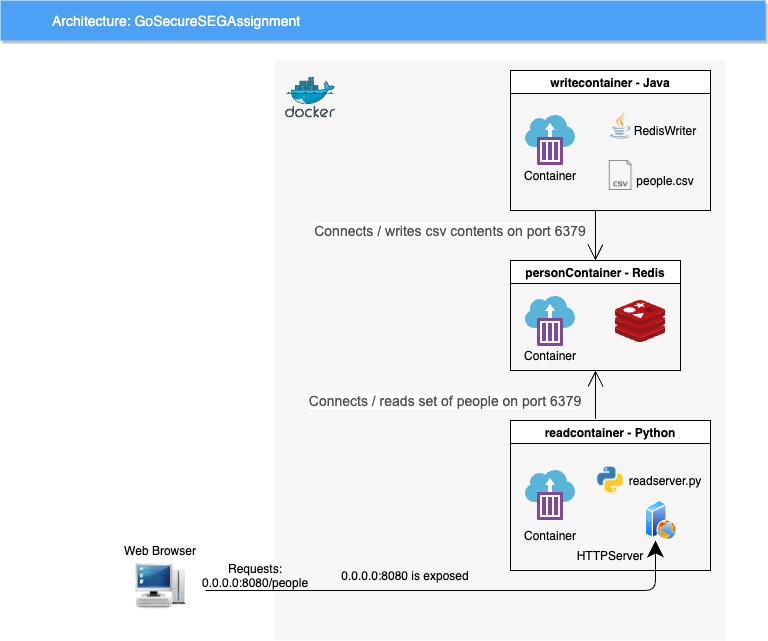 Architecture: GoSecureSEGAssignment
docker
writecontainer - Java
Container
RedisWriter
CSV
people.csv
Connects / writes csv contents on port 6379
personContainer - Redis
Container
Connects / reads set of people on port 6379
readcontainer - Python
Container
readserver.py
HTTPServer
Web Browser
Requests:
0.0.0.0:8080/people
0.0.0.0:8080 is exposed